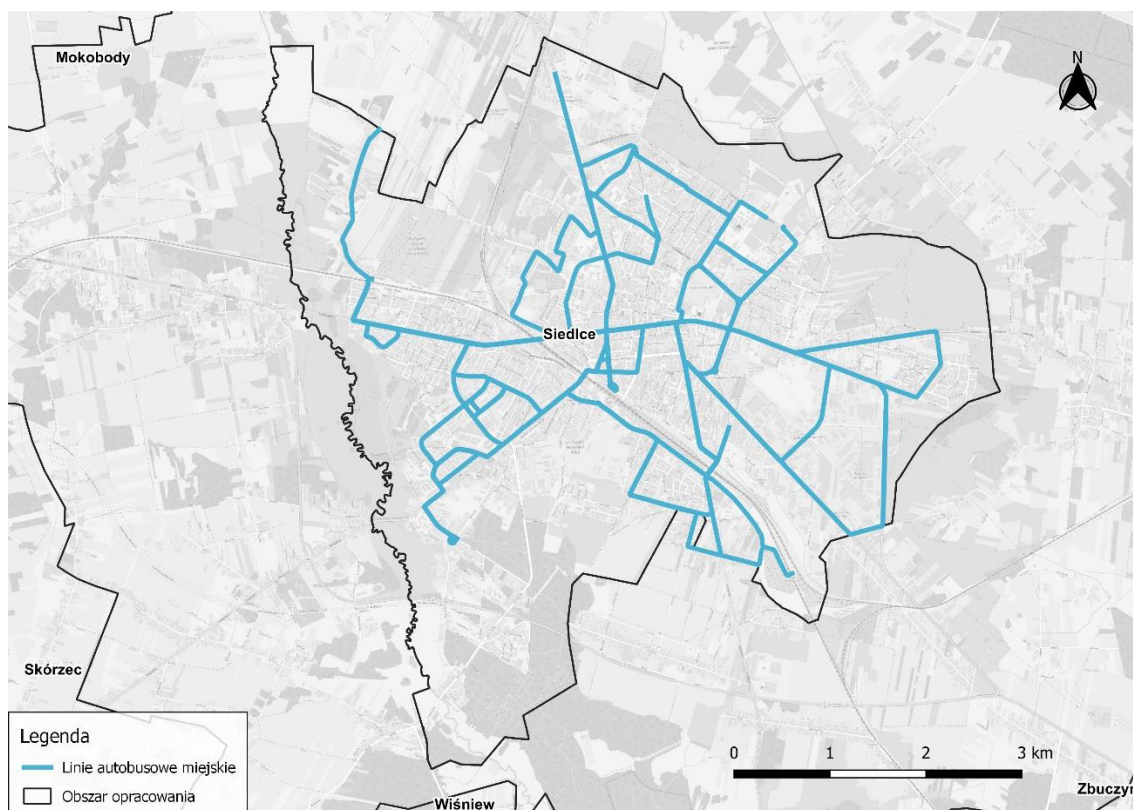 Mokobody
N
Siedlce
Skórzec
Legenda
Linie autobusowe miejskie
Obszar opracowania
0 1 2 3 km
Wiśniew
Zbuczyn